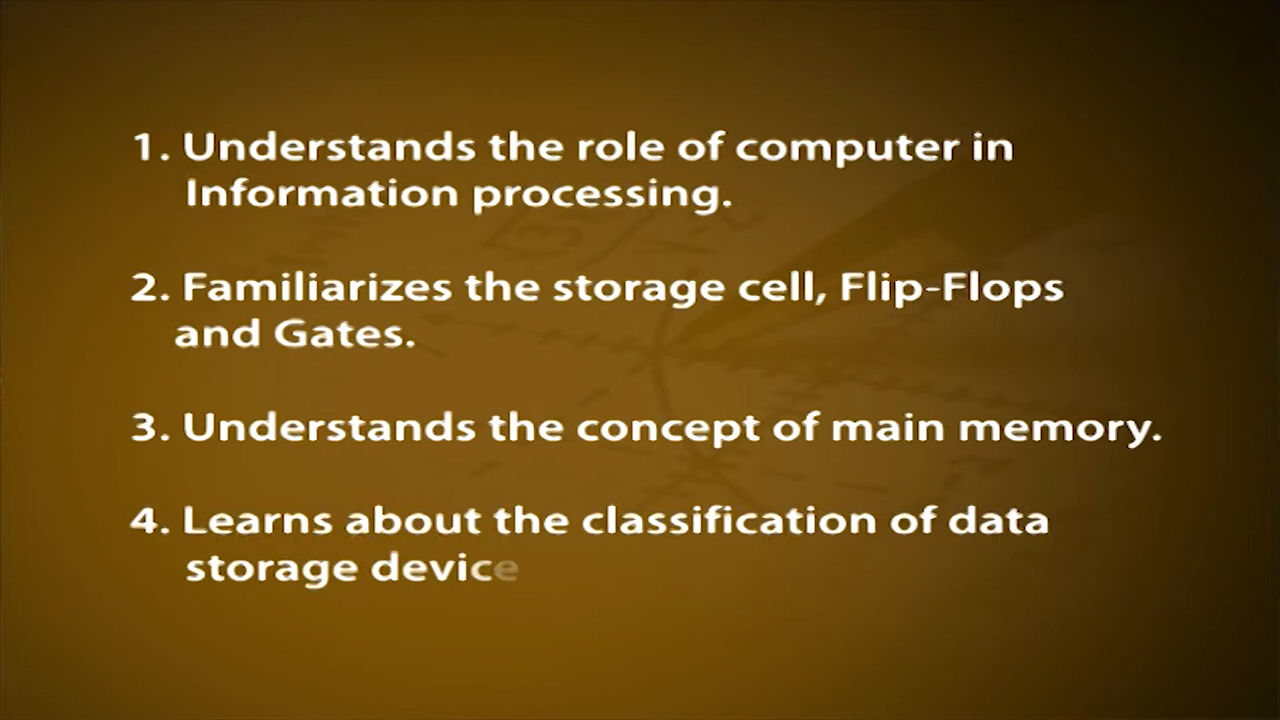 1. Understands the role of computer in
Information processing.
2. Familiarizes the storage cell, Flip-Flops
and Gates.
3. Understands the concept of main memory.
4. Learns about the classification of data
storage device